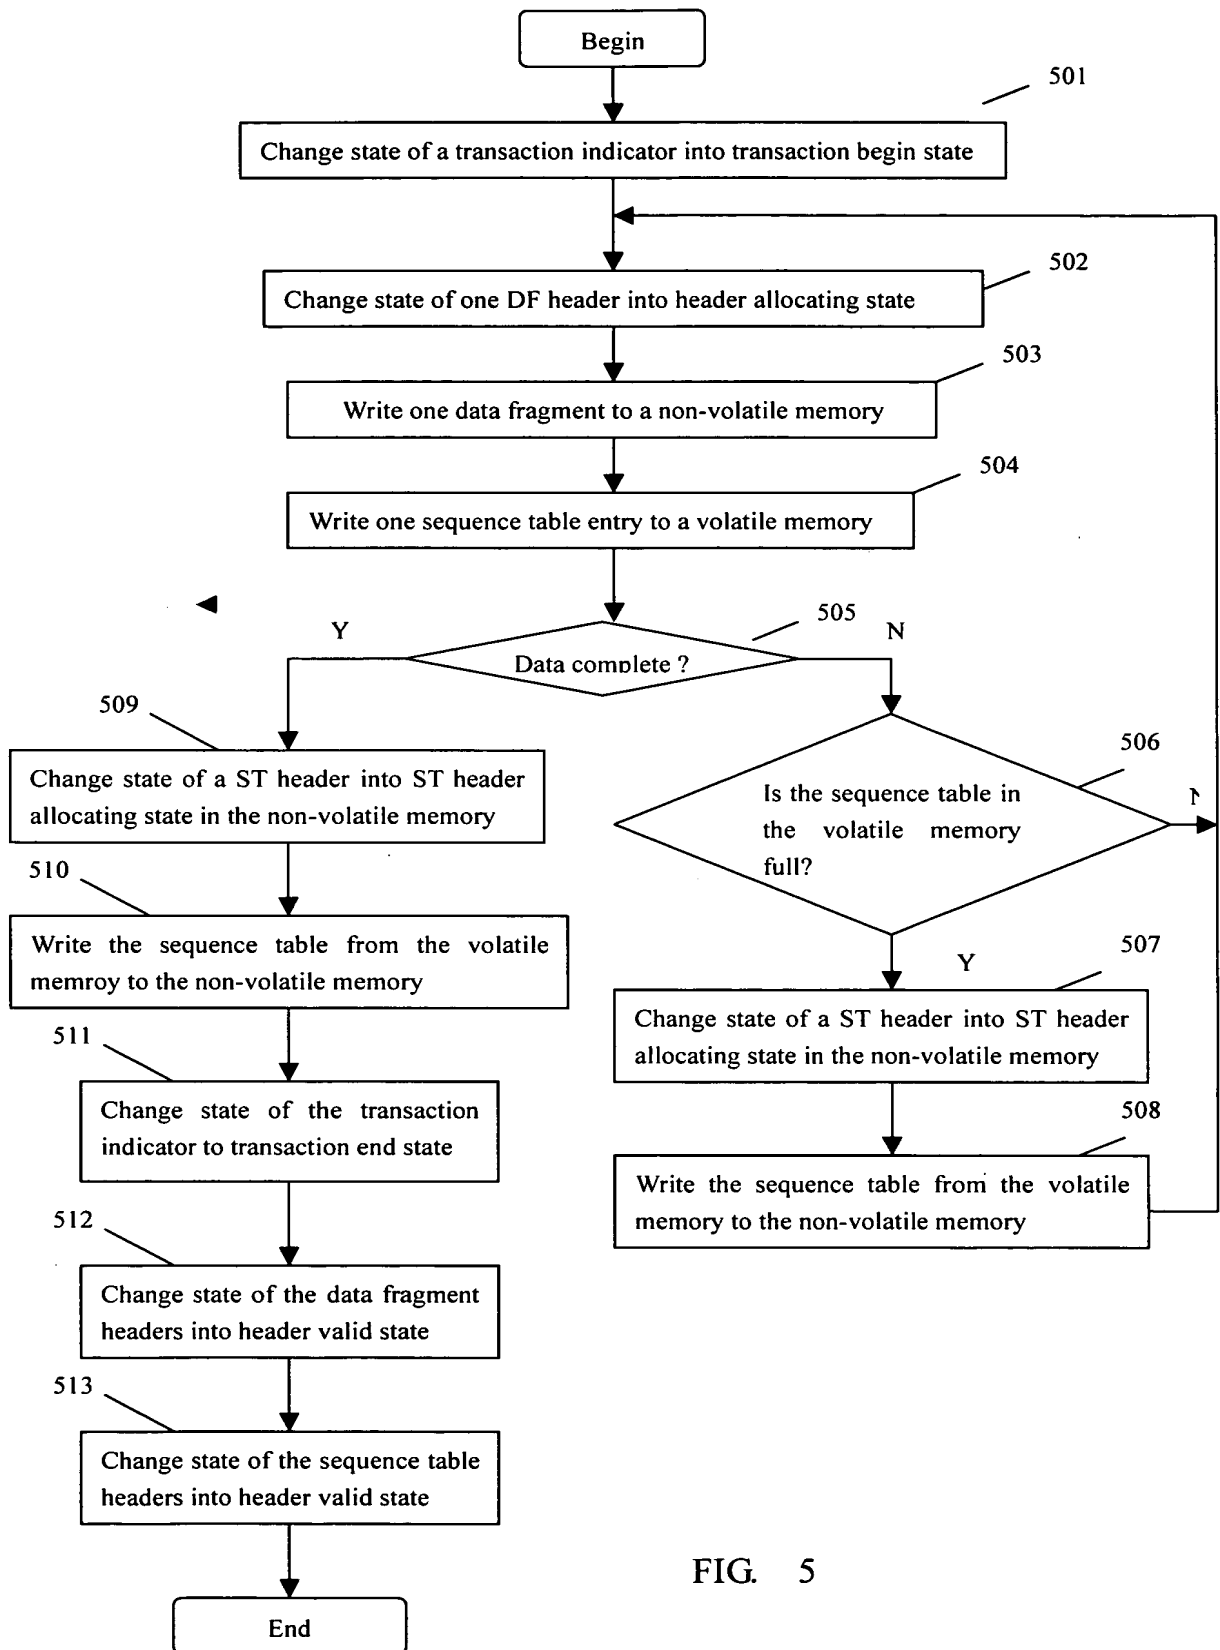 Begin
501
Change state of a transaction indicator into transaction begin state
502
Change state of one DF header into header allocating state
503
Write one data fragment to a non-volatile memory
504
Write one sequence table entry to a volatile memory
505
Y
N
Data complete ?
509
Change state of a ST header into ST header
allocating state in the non-volatile memory
506
Is the sequence table in
the volatile memory
full?
510
Write the sequence table from the volatile
memroy to the non-volatile memory
Y
507
Change state of a ST header into ST header
allocating state in the non-volatile memory
511
Change state of the transaction
indicator to transaction end state
508
Write the sequence table from the volatile
memory to the non-volatile memory
512
Change state of the data fragment
headers into header valid state
513
Change state of the sequence table
headers into header valid state
End
FIG. 5